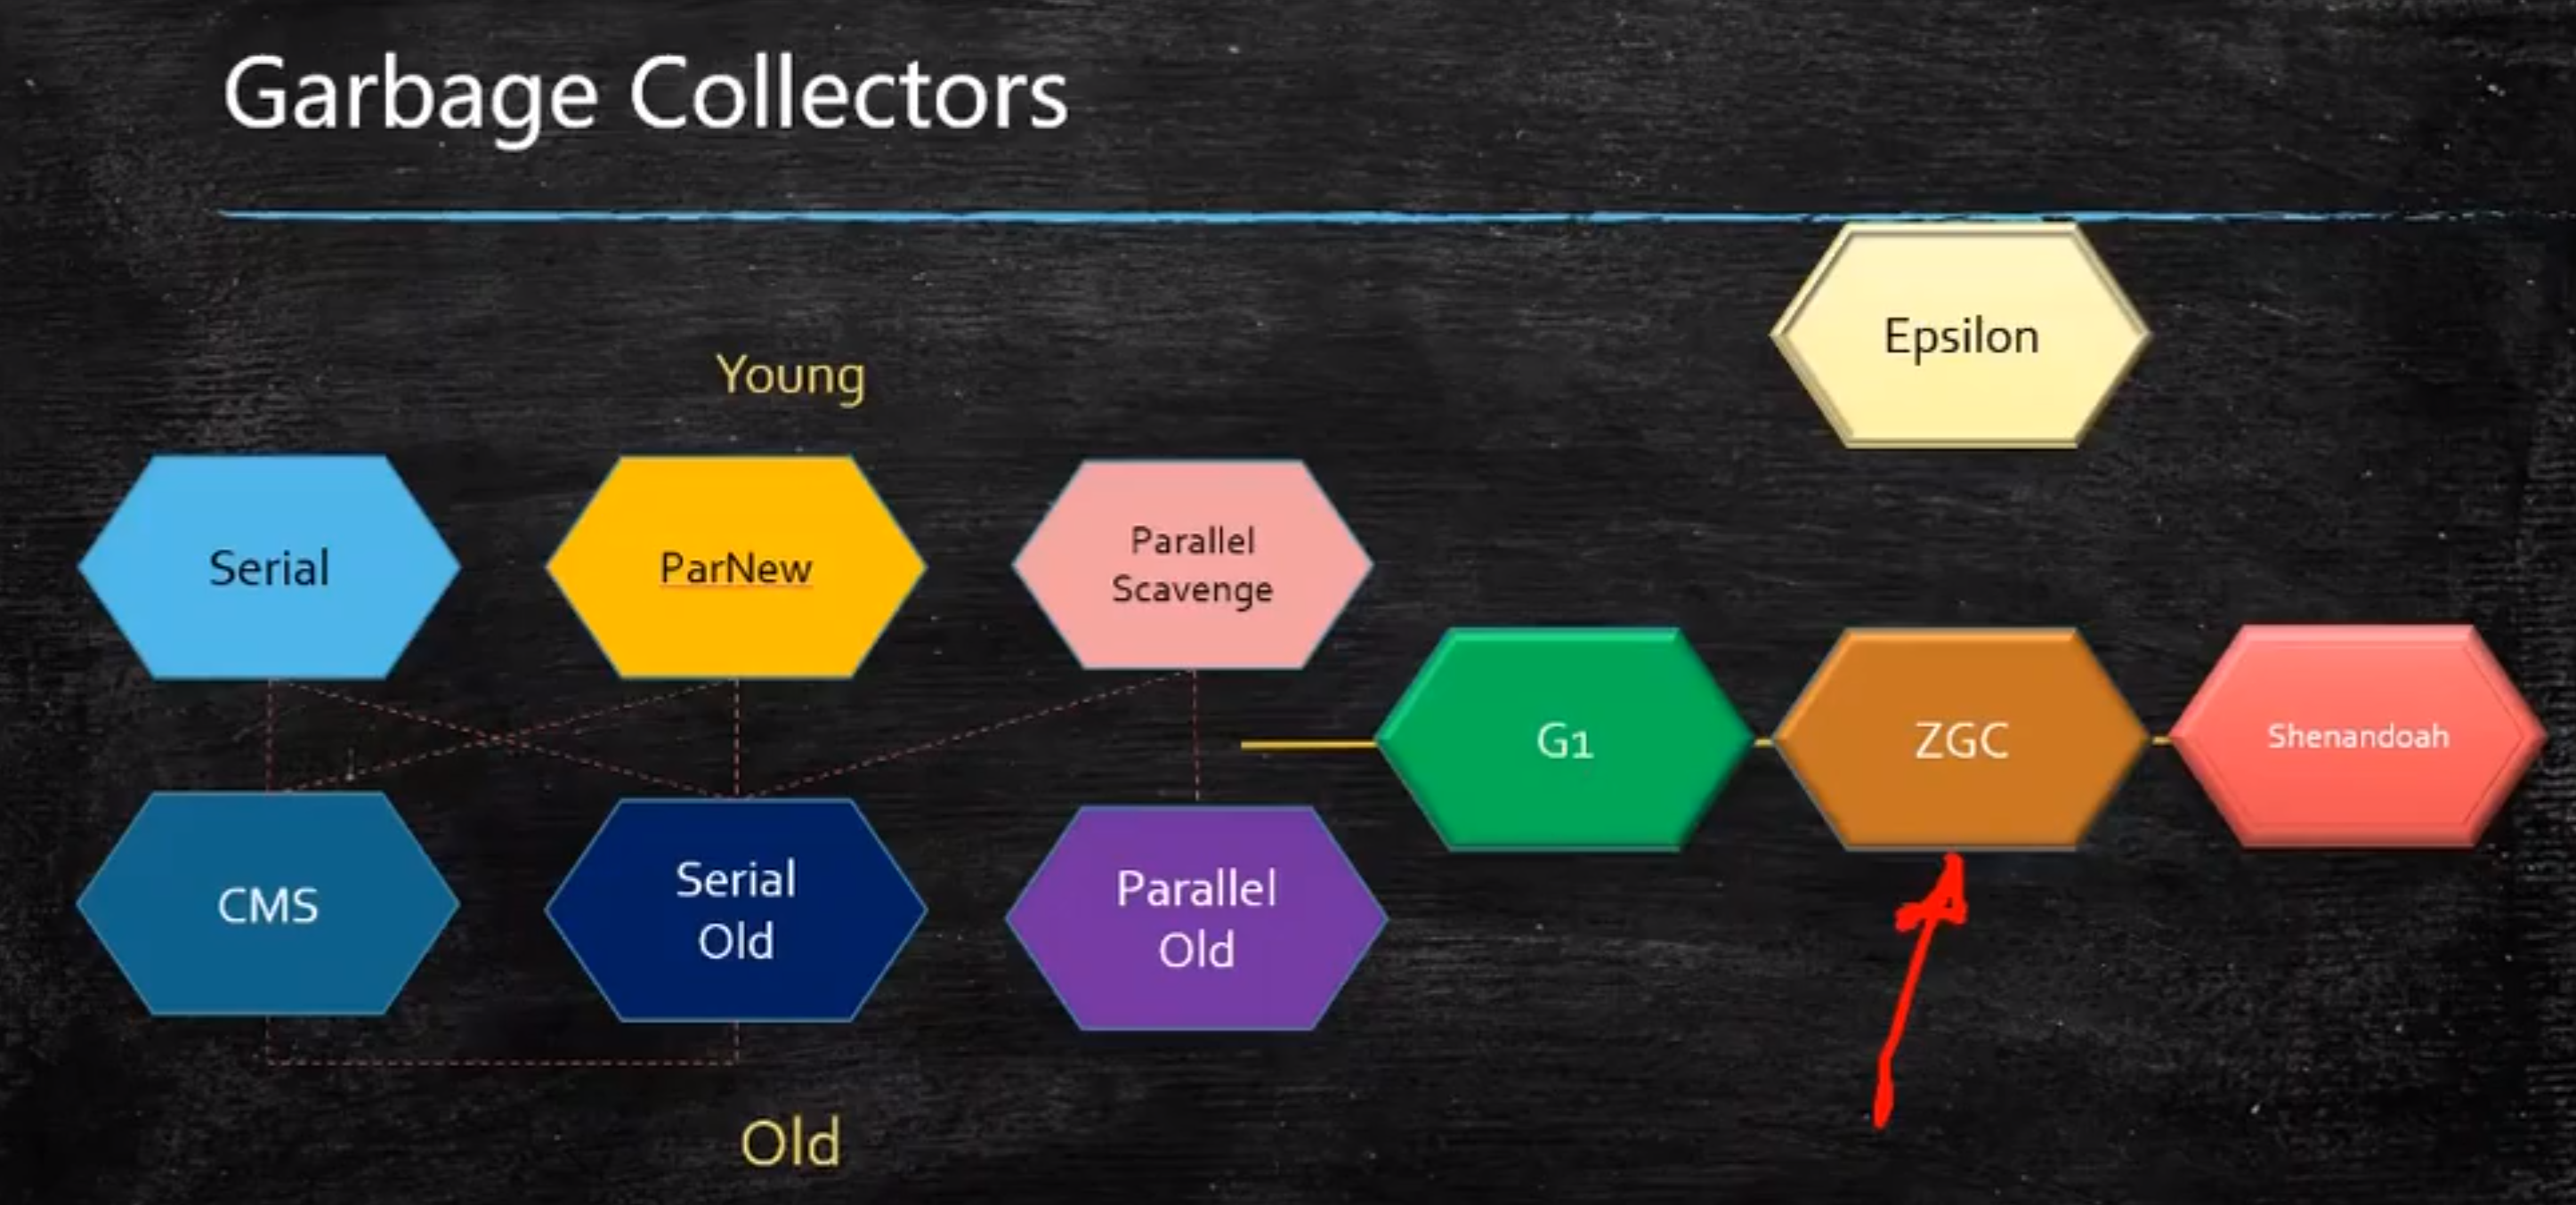 Garbage Collectors
Epsilon
Young
Serial
ParNew
Parallel
Scavenge
G1
ZGC
Shenandoah
CMS
Serial
Old
Parallel
Old
Old